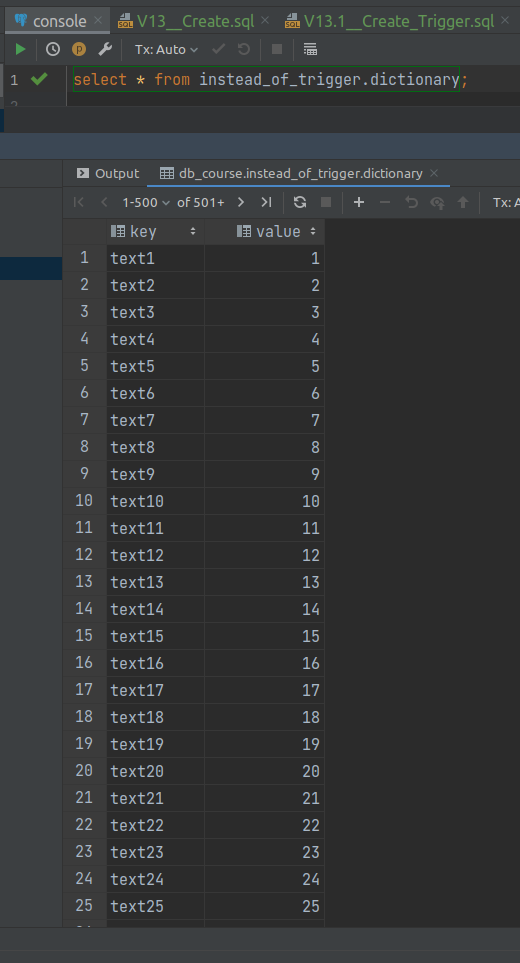 console V13__Create.sql V13.1__Create_Trigger.sql
Tx: Auto
1 select * from instead_of_trigger.dictionary;
Output db_course.instead_of_trigger.dictionary
1-500 of 501+ Tx: A
key value
1 text1 1
2 text2 2
3 text3 3
4 text4 4
5 text5 5
6 text6 6
7 text7 7
8 text8 8
9 text9 9
10 text10 10
11 text11 11
12 text12 12
13 text13 13
14 text14 14
15 text15 15
16 text16 16
17 text17 17
18 text18 18
19 text19 19
20 text20 20
21 text21 21
22 text22 22
23 text23 23
24 text24 24
25 text25 25